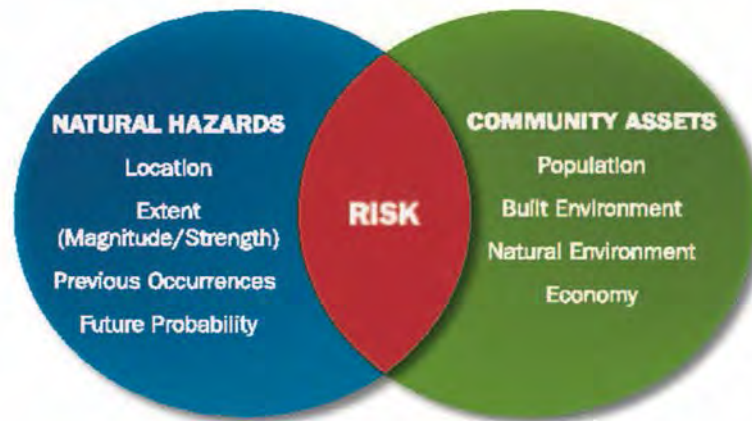 NATURAL HAZARDS
Location
Extent
(Magnitude/Strength)
Previous Occurrences
Future Probability
RISK
COMMUNITY ASSETS
Population
Built Environment
Natural Environment
Economy